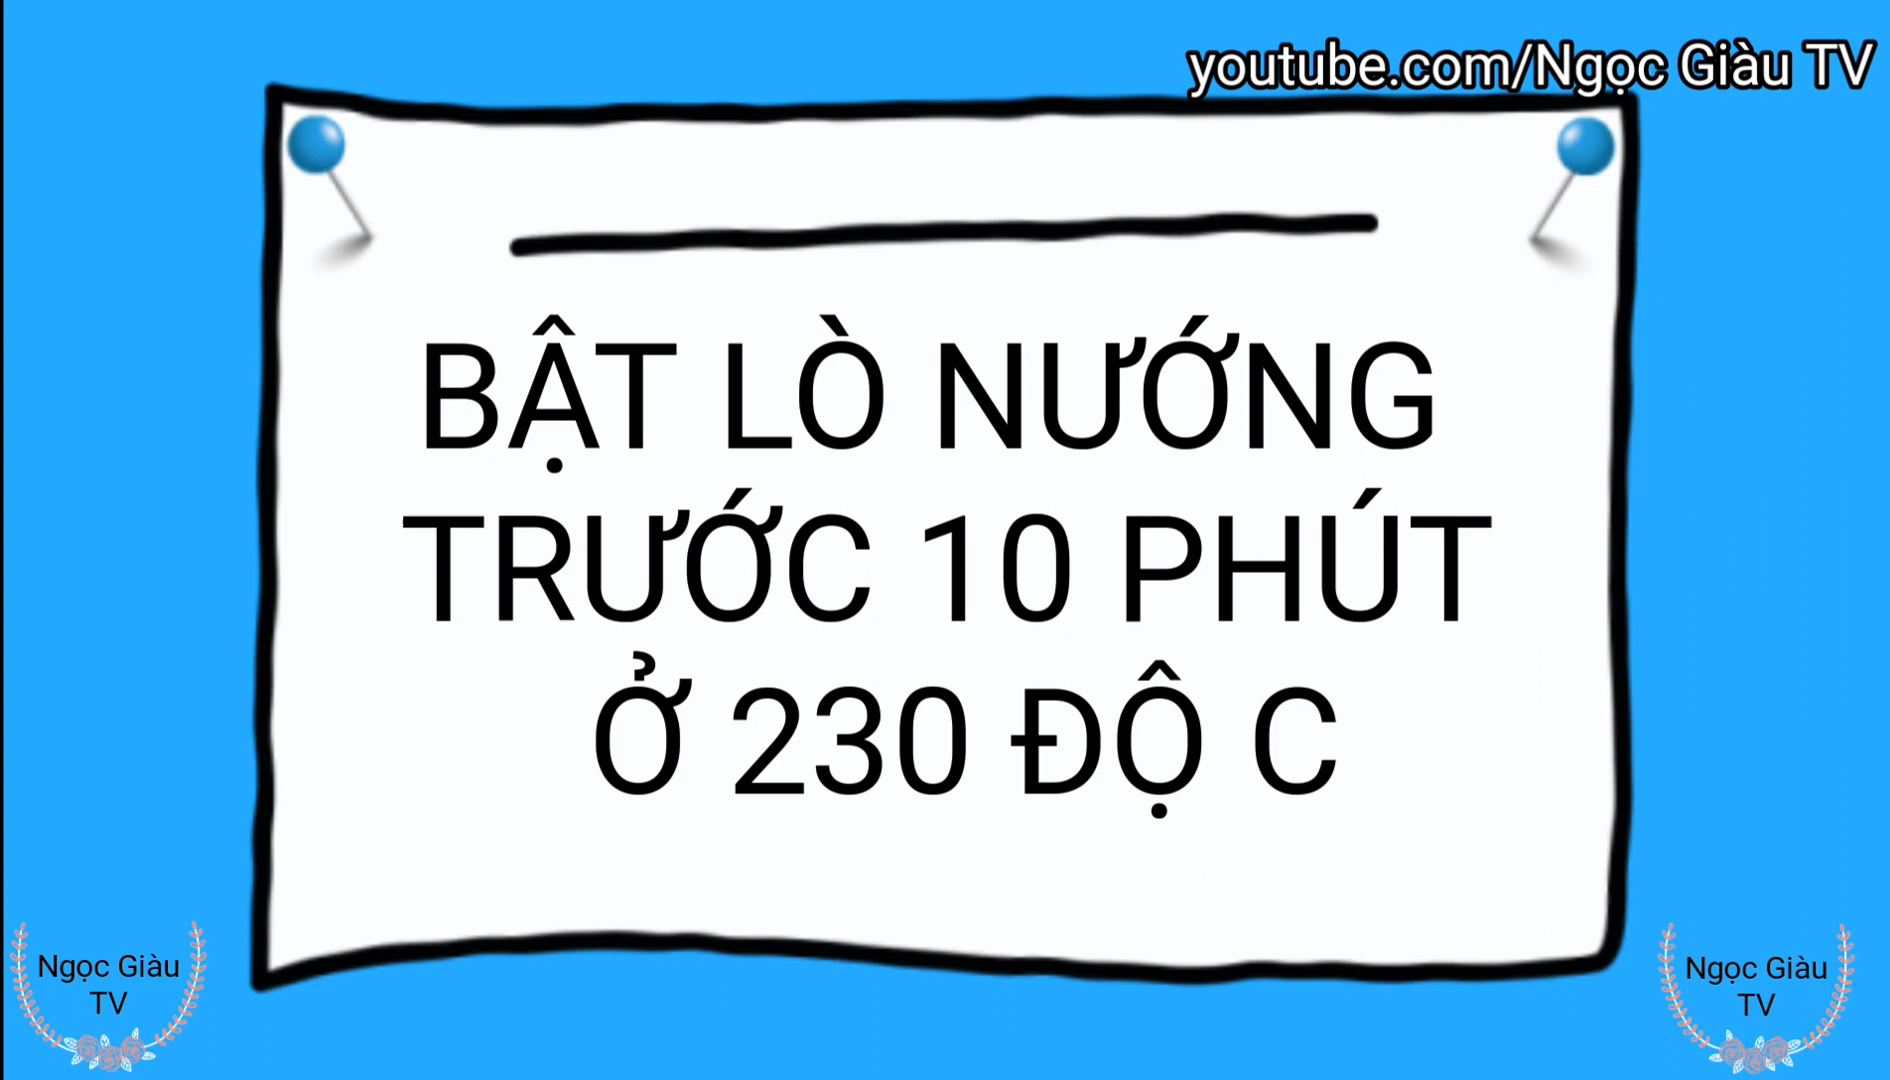 youtube.com/Ngọc Giàu TV
BẬT LÒ NƯỚNG
TRƯỚC 10 PHÚT
Ở 230 ĐỘ C
Ngọc Giàu
TV
Ngọc Giàu
TV